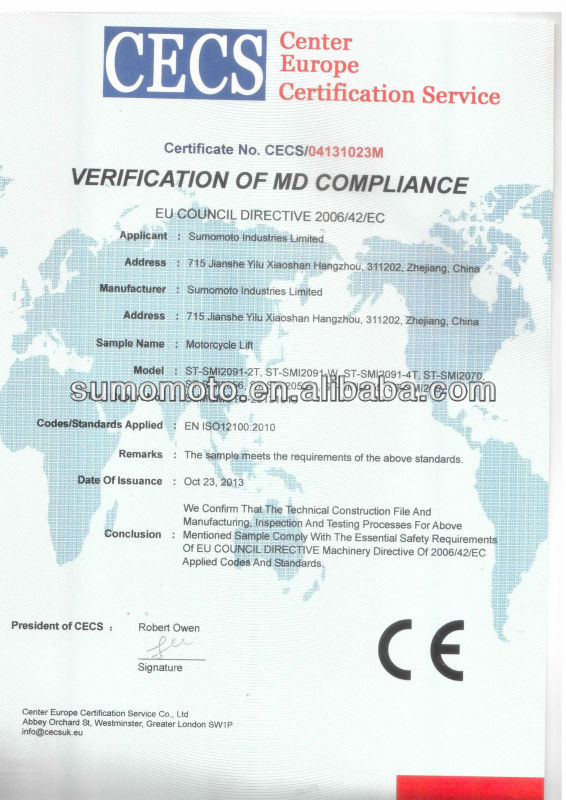 CECS
Center
Europe
Certification Service
Certificate No. CECS/04131023M
VERIFICATION OF MD COMPLIANCE
EU COUNCIL DIRECTIVE 2006/42/EC
Applicant : Sumomoto Industries Limited
Address : 715 Jianshe Yilu Xiaoshan Hangzhou, 311202, Zhejiang, China
Manufacturer : Sumomoto Industries Limited
Address : 715 Jianshe Yilu Xiaoshan Hangzhou, 311202, Zhejiang, China
Sample Name : Motorcycle Lift
Model : ST-SMI2091-2T, ST-SMI2091-W, ST-SMI2091-4T, ST-SMI2070,
sumomoto.en.alibaba.com
Codes/Standards Applied : EN ISO12100:2010
Remarks : The sample meets the requirements of the above standards.
Date Of Issuance : Oct 23, 2013
We Confirm That The Technical Construction File And
Manufacturing, Inspection And Testing Processes For Above
Conclusion : Mentioned Sample Comply With The Essential Safety Requirements
Of EU COUNCIL DIRECTIVE Machinery Directive Of 2006/42/EC
Applied Codes And Standards.
President of CECS : Robert Owen
Signature
CE
Center Europe Certification Service Co., Ltd
Abbey Orchard St, Westminster, Greater London SW1P
info@cecsuk.eu